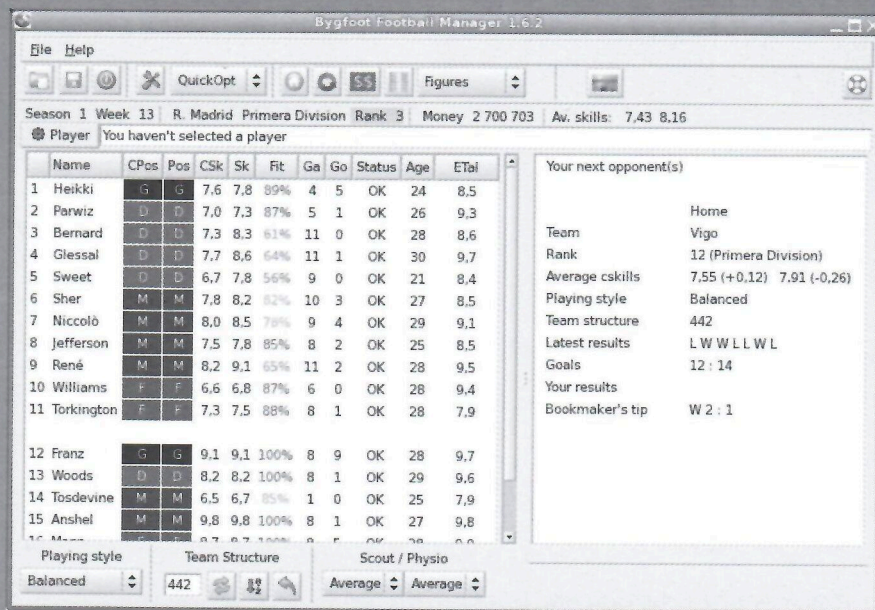 Bygfoot Football Manager 1.6.2
File Help
QuickOpt $$ Figures
Season 1 Week 13 R. Madrid Primera Division Rank 3 Money 2 700 703 Av. skills: 7,43 8,16
Player You haven't selected a player
Name CPos Pos CSk Sk Fit Ga Go Status Age ETal
1 Heikki G G 7,6 7,8 89% 4 5 OK 24 8,5
2 Parwiz D D 7,0 7,3 87% 5 1 OK 26 9,3
3 Bernard D D 7,3 8,3 61% 11 0 OK 28 8,6
4 Glessal D D 7,7 8,6 64% 11 1 OK 30 9,7
5 Sweet D D 6,7 7,8 56% 9 0 OK 21 8,4
6 Sher M M 7,8 8,2 82% 10 3 OK 27 8,5
7 Niccolò M M 8,0 8,5 78% 9 4 OK 29 9,1
8 Jefferson M M 7,5 7,8 85% 8 2 OK 25 8,5
9 René M M 8,2 9,1 65% 11 2 OK 28 9,5
10 Williams F F 6,6 6,8 87% 6 0 OK 28 9,4
11 Torkington F F 7,3 7,5 88% 8 1 OK 28 7,9
12 Franz G G 9,1 9,1 100% 8 9 OK 28 9,7
13 Woods D D 8,2 8,2 100% 8 1 OK 29 9,6
14 Tosdevine M M 6,5 6,7 85% 1 0 OK 25 7,9
15 Anshel M M 9,8 9,8 100% 8 1 OK 27 9,8
Your next opponent(s)
Home
Team Vigo
Rank 12 (Primera Division)
Average cskills 7,55 (+0,12) 7.91 (-0,26)
Playing style Balanced
Team structure 442
Latest results L W W L L W L
Goals 12 : 14
Your results
Bookmaker's tip W 2 : 1
Playing style Team Structure Scout / Physio
Balanced 442 Average Average